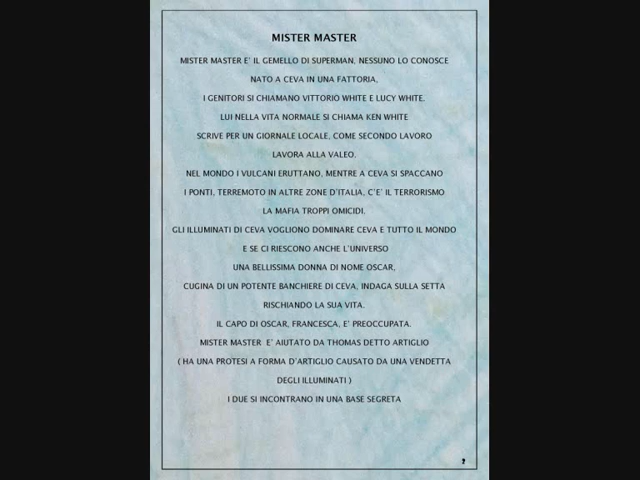 MISTER MASTER
MISTER MASTER E' IL GEMELLO DI SUPERMAN. NESSUNO LO CONOSCE
NATO A CEVA IN UNA FATTORIA,
I GENITORI SI CHIAMANO VITTORIO WHITE E LUCY WHITE.
LUI NELLA VITA NORMALE SI CHIAMA KEN WHITE
SCRIVE PER UN GIORNALE LOCALE, COME SECONDO LAVORO
LAVORA ALLA VALEO.
NEL MONDO I VULCANI ERUTTANO, MENTRE A CEVA SI SPACCANO
I PONTI, TERREMOTO IN ALTRE ZONE D'ITALIA, C'E' IL TERRORISMO
LA MAFIA TROPPI OMICIDI.
GLI ILLUMINATI DI CEVA VOGLIONO DOMINARE CEVA E TUTTO IL MONDO
E SE CI RIESCONO ANCHE L'UNIVERSO
UNA BELLISSIMA DONNA DI NOME OSCAR,
CUGINA DI UN POTENTE BANCHIERE DI CEVA, INDAGA SULLA SETTA
RISCHIANDO LA SUA VITA.
IL CAPO DI OSCAR, FRANCESCA, E' PREOCCUPATA.
MISTER MASTER E' AIUTATO DA THOMAS DETTO ARTIGLIO
( HA UNA PROTESI A FORMA D'ARTIGLIO CAUSATO DA UNA VENDETTA
DEGLI ILLUMINATI )
I DUE SI INCONTRANO IN UNA BASE SEGRETA